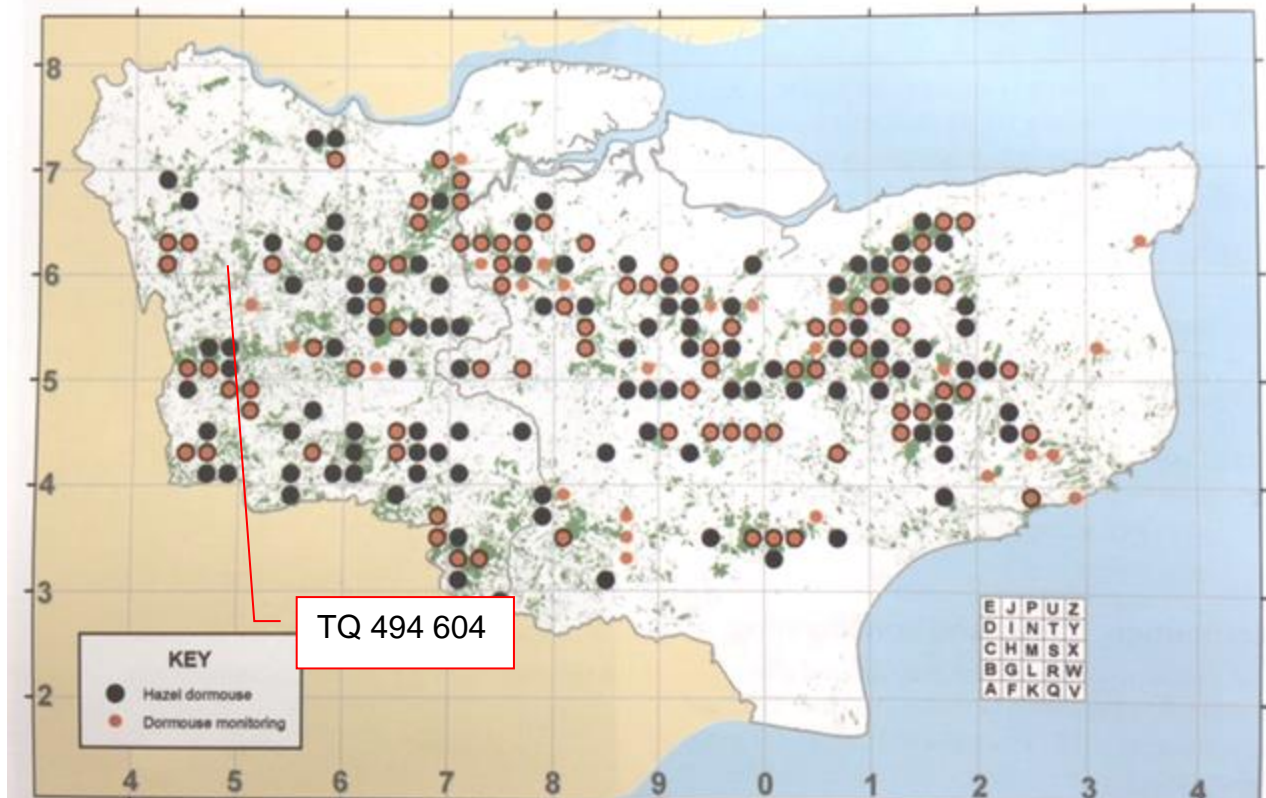 8
7
6
5
4
3
2
TQ 494 604
KEY
Hazel dormouse
Dormouse monitoring
E J P U Z
D I N T Y
C H M S X
B G L R W
A F K Q V
4 5 6 7 8 9 0 1 2 3 4